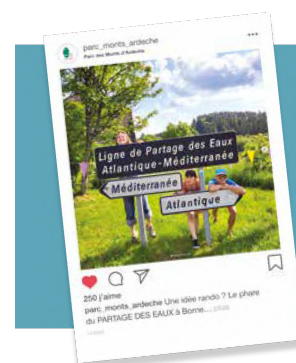 parc_monts_ardeche
Parc des Monts d'Ardèche
Ligne de Partage des Eaux
Atlantique-Méditerranée
Méditerranée
Atlantique
250 j'aime
parc_monts_ardeche Une idée rando ? Le phare
du PARTAGE DES EAUX à Borne....